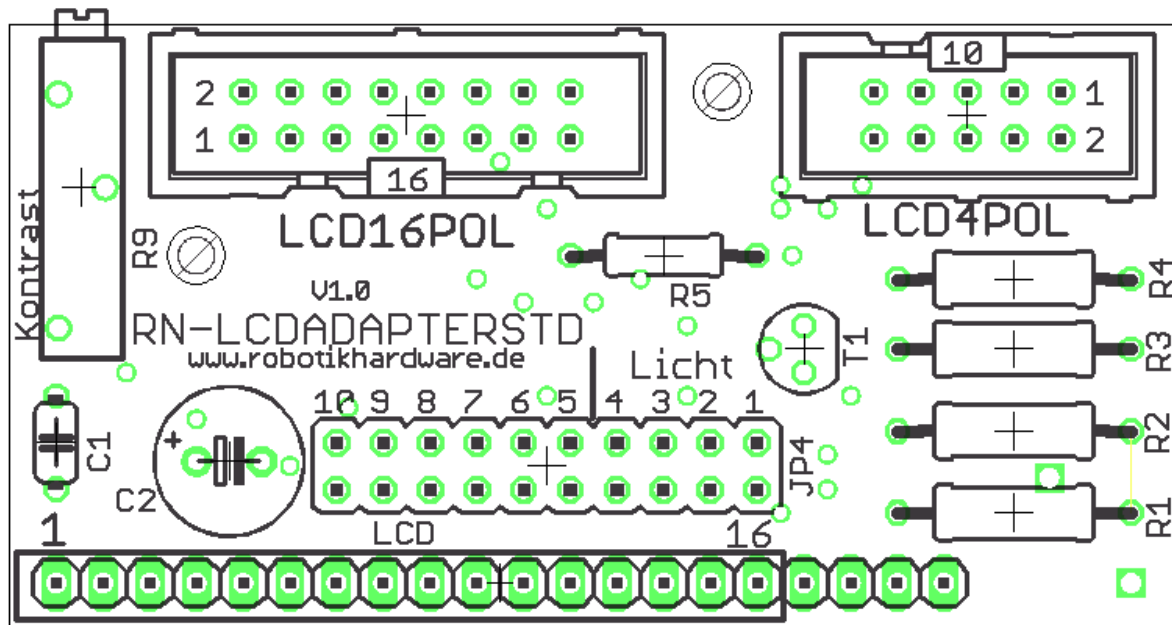 2
1
16
LCD16POL
10
1
2
LCD4POL
Kontrast
R9
R5
V1.0
RN-LCDADAPTERSTD
www.robotikhardware.de
Licht
T1
R4
R3
R2
R1
10 9 8 7 6 5 4 3 2 1
JP4
C1
+
C2
1
LCD
16